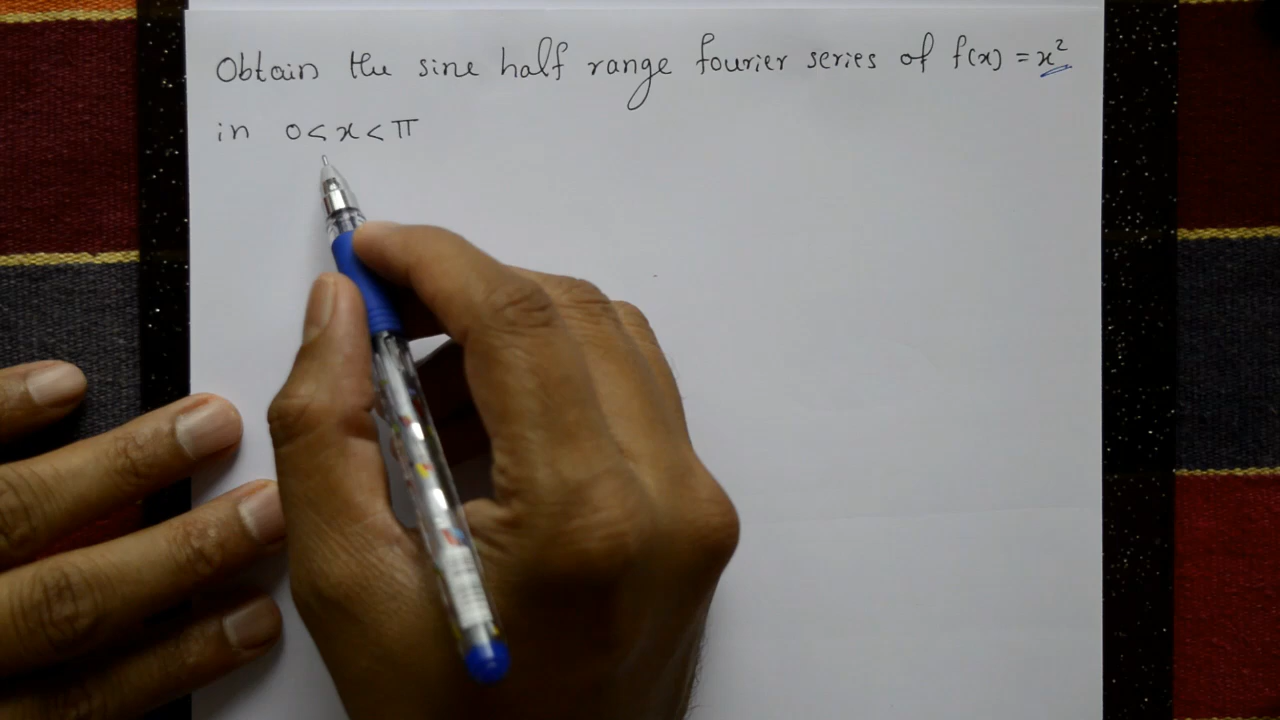 Obtain the sine half range fourier series of f(x) = x²
in 0 < x < π